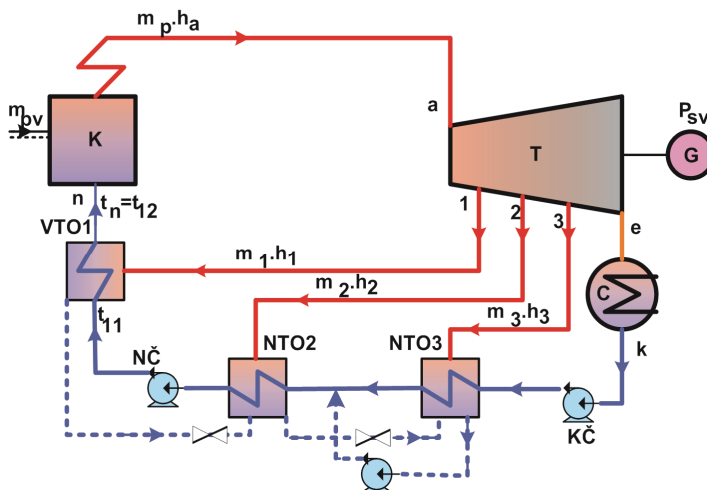 m p.h a
a
P sv
m pv
K
T
G
n
t n=t 12
1
2
3
e
VTO1
m 1.h 1
m 2.h 2
C
t 11
m 3.h 3
k
NTO2
NTO3
NČ
KČ